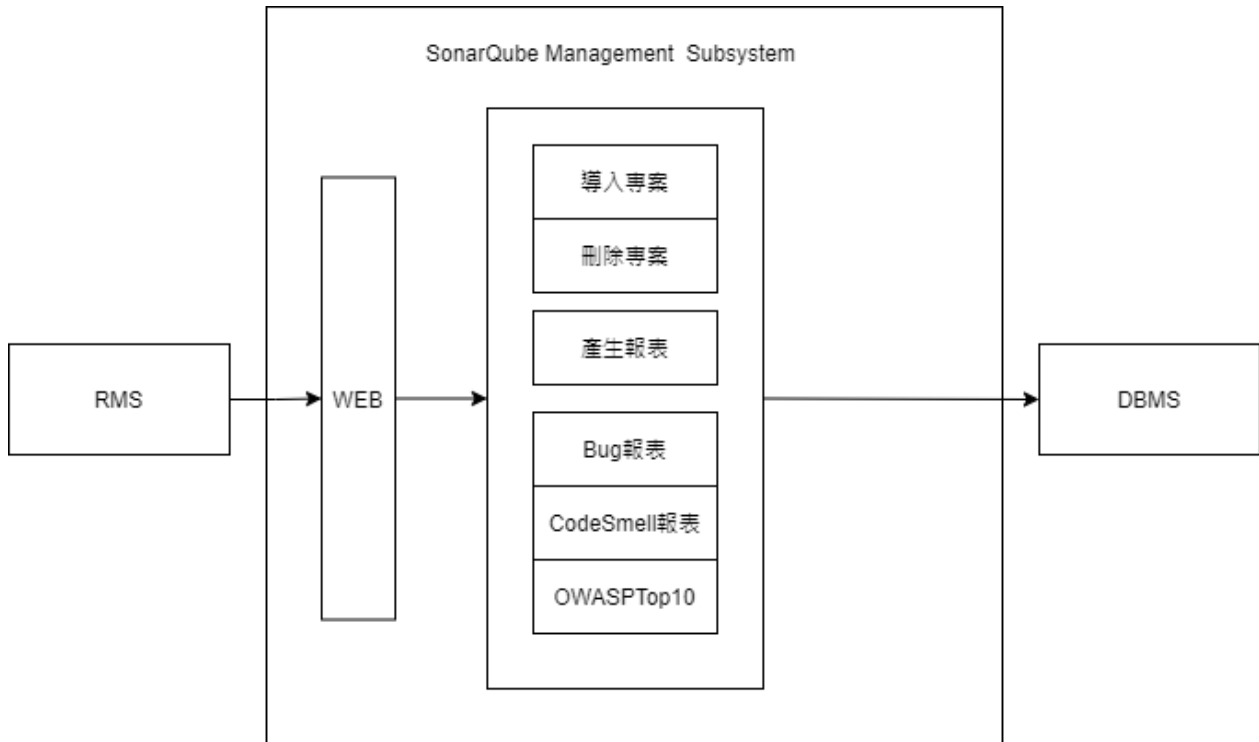 SonarQube Management  Subsystem
RMS
WEB
導入專案
刪除專案
產生報表
Bug報表
CodeSmell報表
OWASPTop10
DBMS